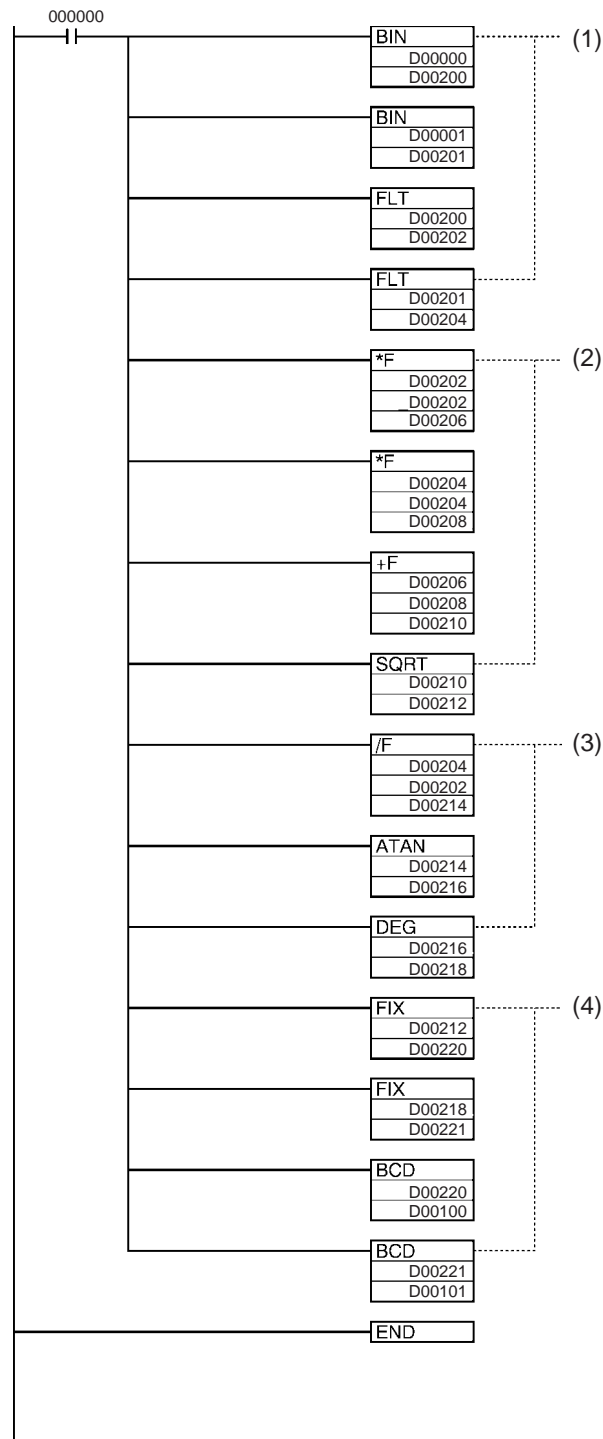 000000
BIN (1)
D00000
D00200
BIN
D00001
D00201
FLT
D00200
D00202
FLT
D00201
D00204
*F (2)
D00202
_D00202
D00206
*F
D00204
D00204
D00208
+F
D00206
D00208
D00210
SQRT
D00210
D00212
/F (3)
D00204
D00202
D00214
ATAN
D00214
D00216
DEG
D00216
D00218
FIX (4)
D00212
D00220
FIX
D00218
D00221
BCD
D00220
D00100
BCD
D00221
D00101
END